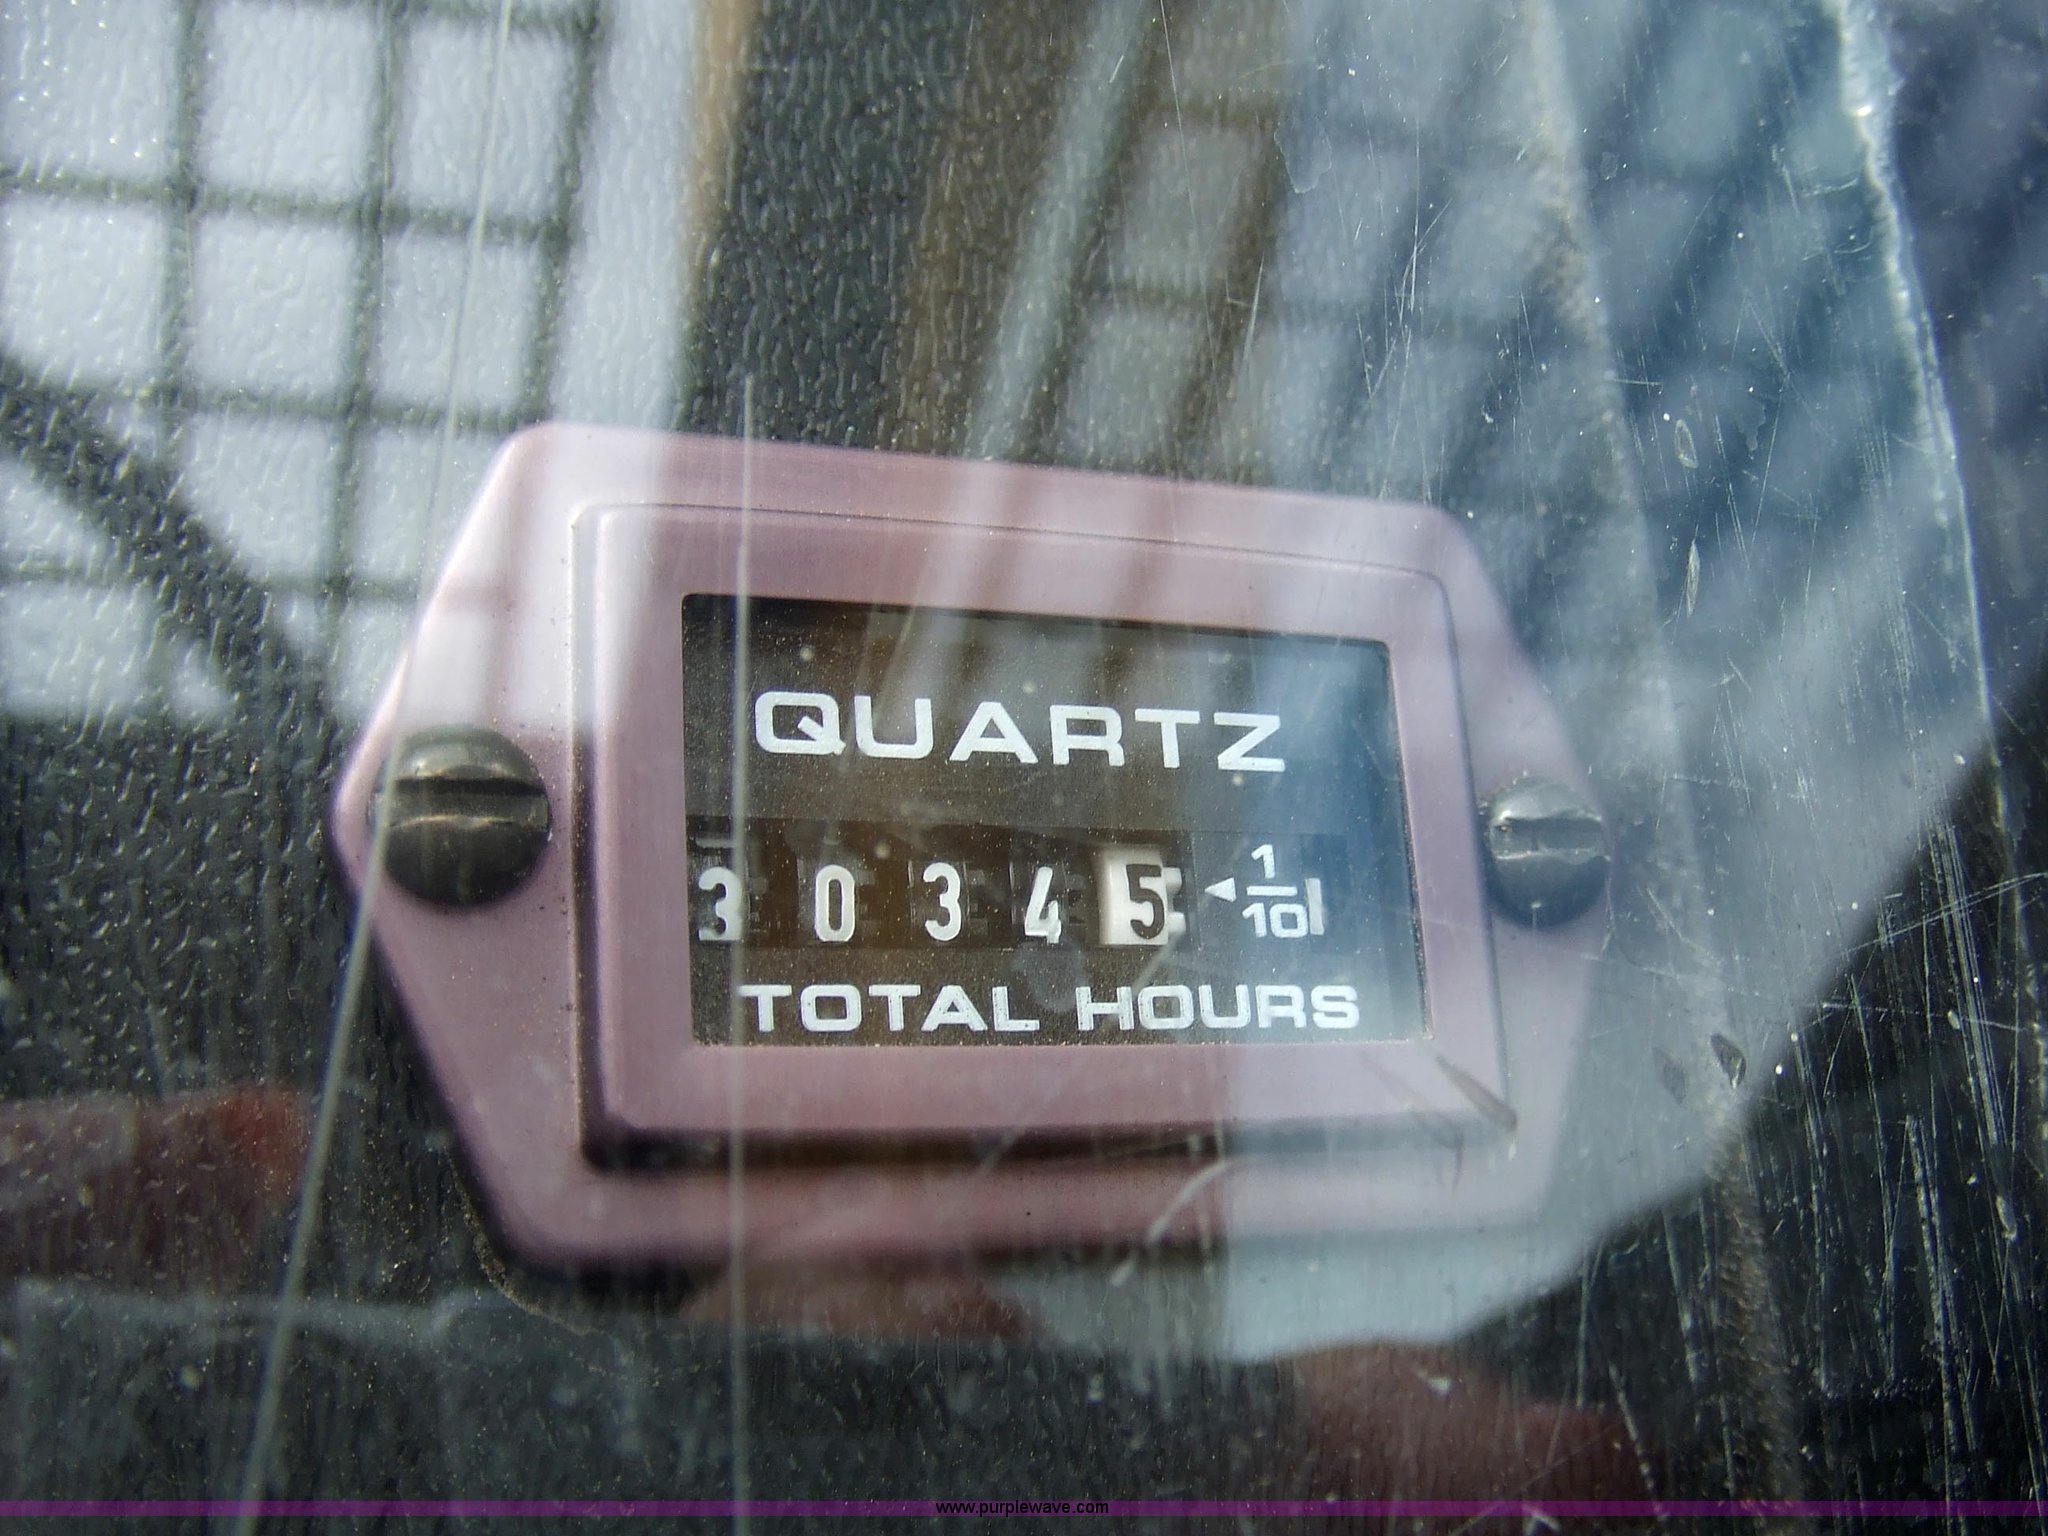 QUARTZ
3 0 3 4 5 ◄ 1/10
TOTAL HOURS
www.purplewave.com